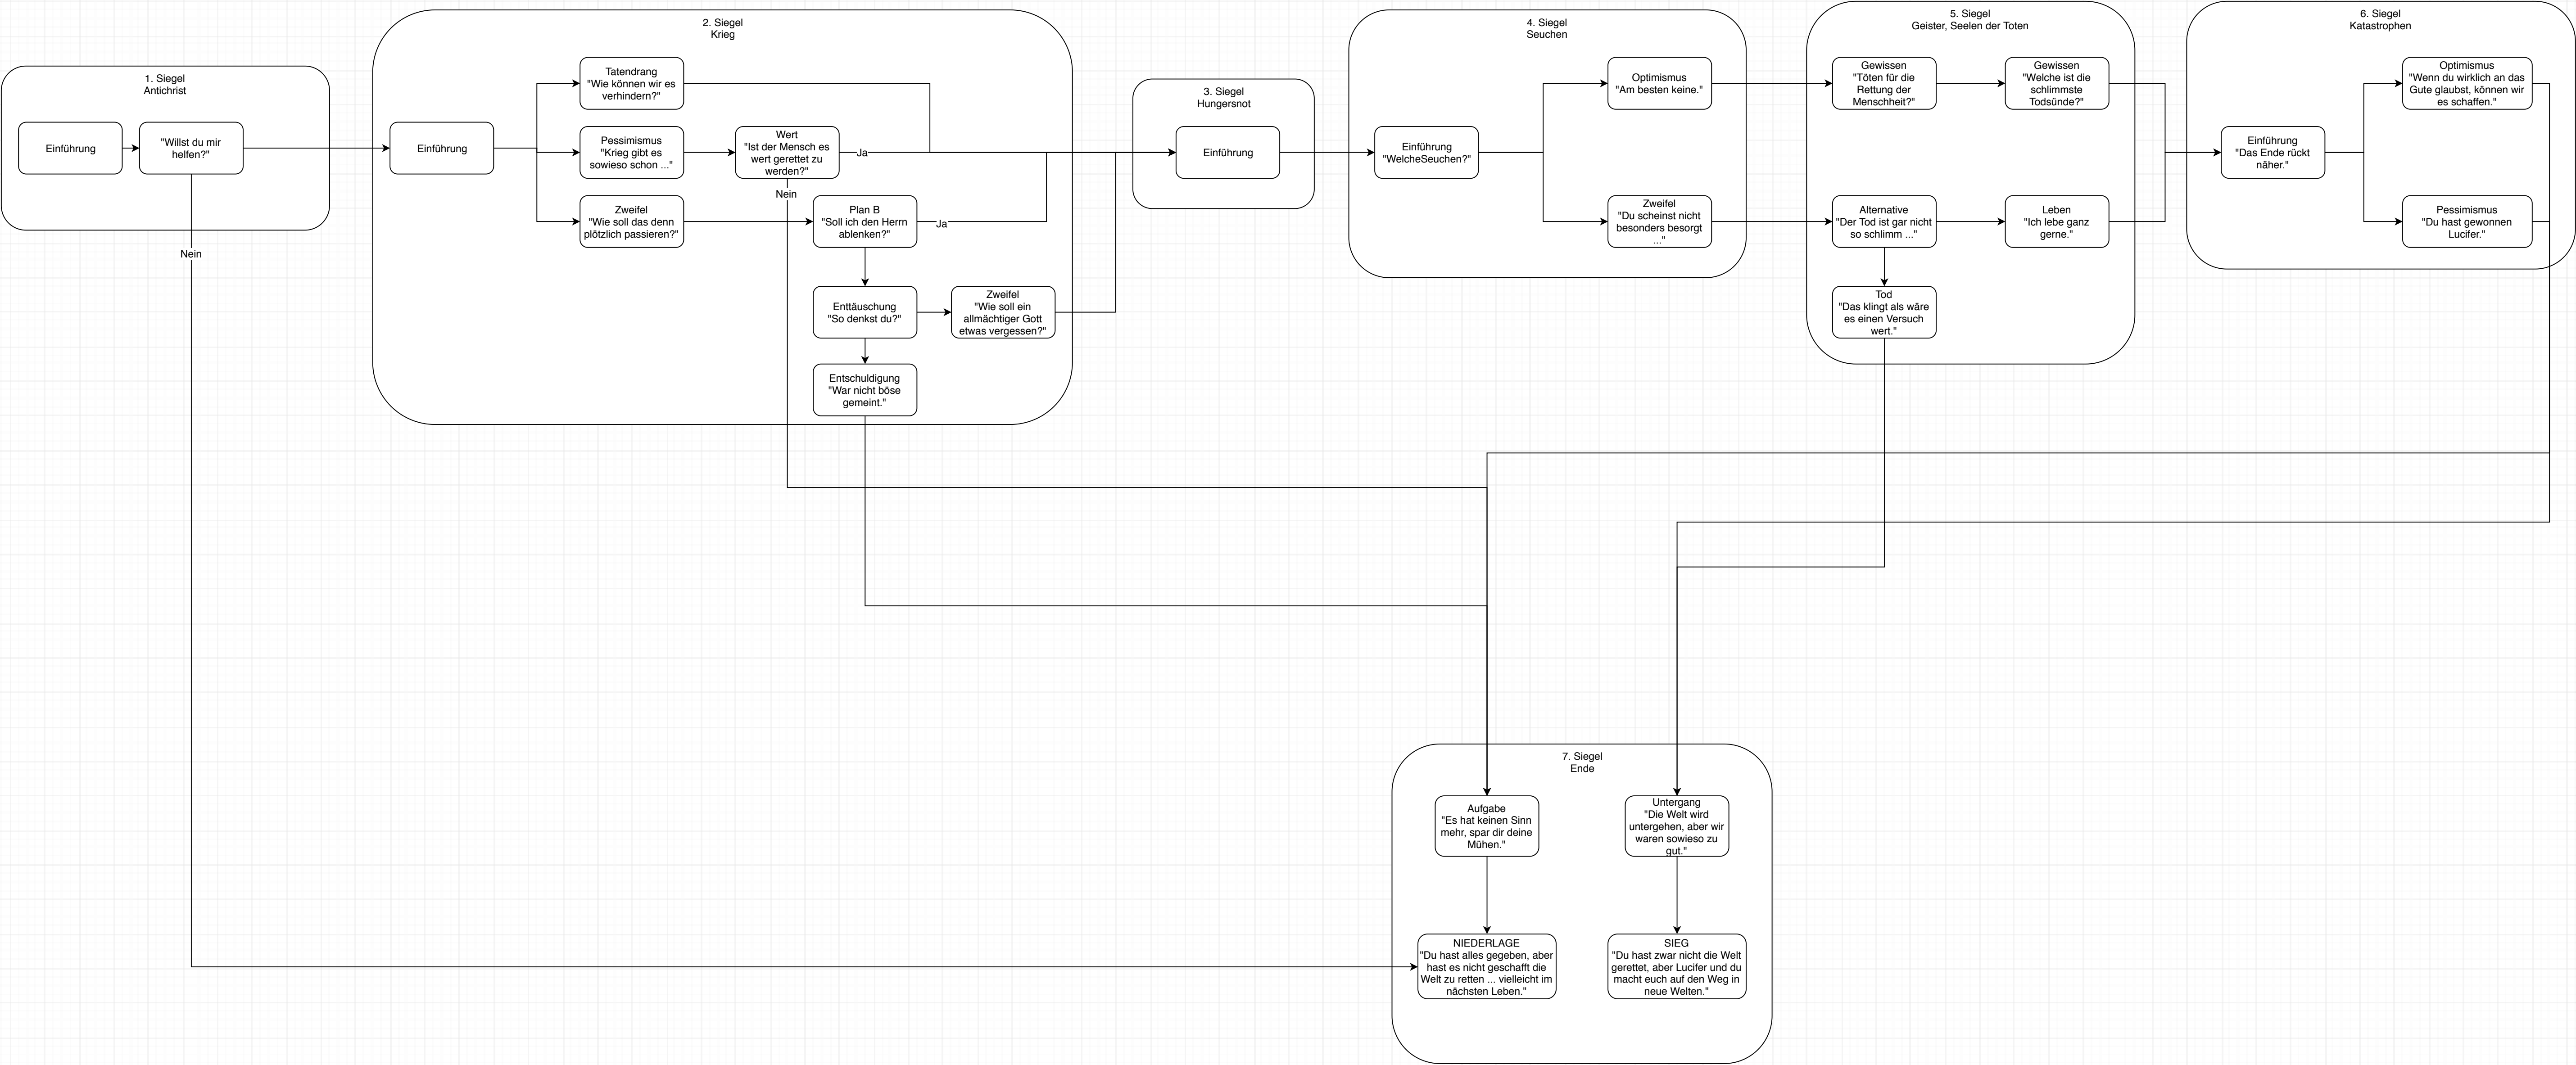 1. Siegel
Antichrist
Einführung
"Willst du mir
helfen?"
Nein
2. Siegel
Krieg
Einführung
Tatendrang
"Wie können wir es
verhindern?"
Pessimismus
"Krieg gibt es
sowieso schon ..."
Wert
"Ist der Mensch es
wert gerettet zu
werden?"
Ja
Nein
Zweifel
"Wie soll das denn
plötzlich passieren?"
Plan B
"Soll ich den Herrn
ablenken?"
Ja
Enttäuschung
"So denkst du?"
Zweifel
"Wie soll ein
allmächtiger Gott
etwas vergessen?"
Entschuldigung
"War nicht böse
gemeint."
3. Siegel
Hungersnot
Einführung
4. Siegel
Seuchen
Einführung
"WelcheSeuchen?"
Optimismus
"Am besten keine."
Zweifel
"Du scheinst nicht
besonders besorgt
..."
5. Siegel
Geister, Seelen der Toten
Gewissen
"Töten für die
Rettung der
Menschheit?"
Gewissen
"Welche ist die
schlimmste
Todsünde?"
Alternative
"Der Tod ist gar nicht
so schlimm ..."
Leben
"Ich lebe ganz
gerne."
Tod
"Das klingt als wäre
es einen Versuch
wert."
6. Siegel
Katastrophen
Einführung
"Das Ende rückt
näher."
Optimismus
"Wenn du wirklich an das
Gute glaubst, können wir
es schaffen."
Pessimismus
"Du hast gewonnen
Lucifer."
7. Siegel
Ende
Aufgabe
"Es hat keinen Sinn
mehr, spar dir deine
Mühen."
Untergang
"Die Welt wird
untergehen, aber wir
waren sowieso zu
gut."
NIEDERLAGE
"Du hast alles gegeben, aber
hast es nicht geschafft die
Welt zu retten ... vielleicht im
nächsten Leben."
SIEG
"Du hast zwar nicht die Welt
gerettet, aber Lucifer und du
macht euch auf den Weg in
neue Welten."